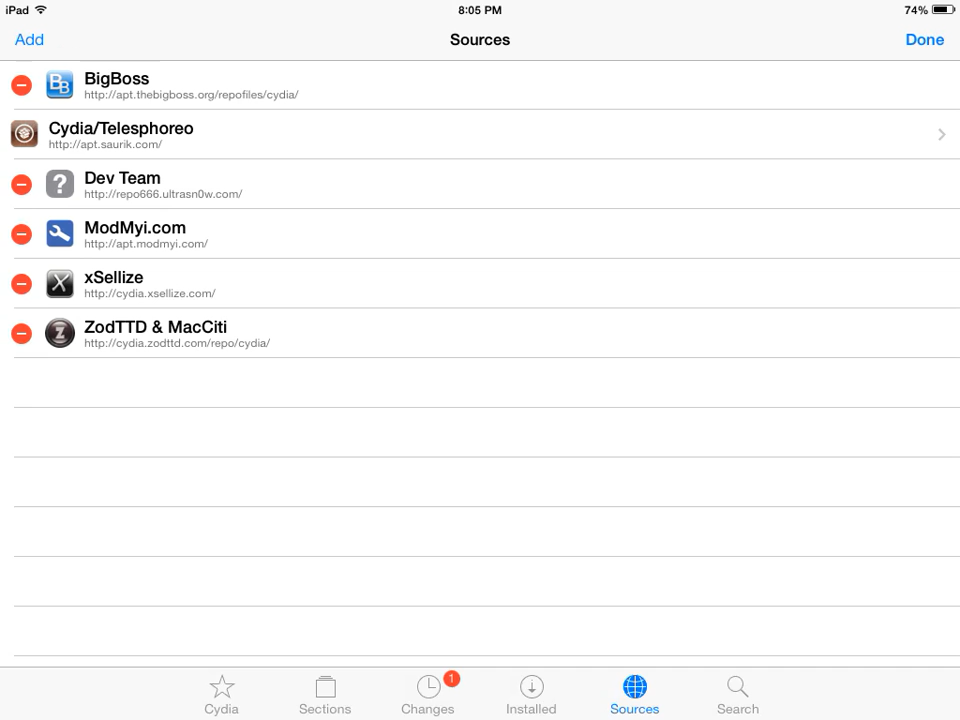 iPad 8:05 PM 74%
Add Sources Done
BigBoss
http://apt.thebigboss.org/repofiles/cydia/
Cydia/Telesphoreo
http://apt.saurik.com/
?
Dev Team
http://repo666.ultrasn0w.com/
ModMyi.com
http://apt.modmyi.com/
X
xSellize
http://cydia.xsellize.com/
Z
ZodTTD & MacCiti
http://cydia.zodttd.com/repo/cydia/
1
Cydia Sections Changes Installed Sources Search